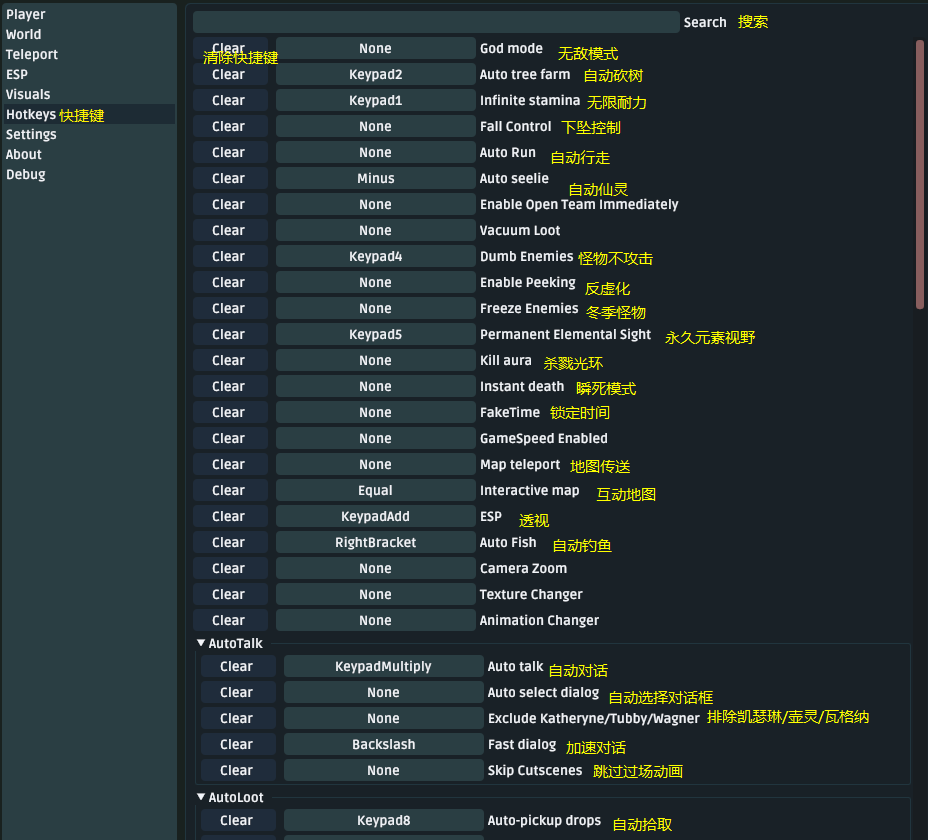 Player
World
Teleport
ESP
Visuals
Hotkeys 快捷键
Settings
About
Debug
Search 搜索
Clear None God mode 无敌模式
清除快捷键
Clear Keypad2 Auto tree farm 自动砍树
Clear Keypad1 Infinite stamina 无限耐力
Clear None Fall Control 下坠控制
Clear None Auto Run 自动行走
Clear Minus Auto seelie 自动仙灵
Clear None Enable Open Team Immediately
Clear None Vacuum Loot
Clear Keypad4 Dumb Enemies 怪物不攻击
Clear None Enable Peeking 反虚化
Clear None Freeze Enemies 冬季怪物
Clear Keypad5 Permanent Elemental Sight 永久元素视野
Clear None Kill aura 杀戮光环
Clear None Instant death 瞬死模式
Clear None FakeTime 锁定时间
Clear None GameSpeed Enabled
Clear None Map teleport 地图传送
Clear Equal Interactive map 互动地图
Clear KeypadAdd ESP 透视
Clear RightBracket Auto Fish 自动钓鱼
Clear None Camera Zoom
Clear None Texture Changer
Clear None Animation Changer
AutoTalk
Clear KeypadMultiply Auto talk 自动对话
Clear None Auto select dialog 自动选择对话框
Clear None Exclude Katheryne/Tubby/Wagner 排除凯瑟琳/壶灵/瓦格纳
Clear Backslash Fast dialog 加速对话
Clear None Skip Cutscenes 跳过过场动画
AutoLoot
Clear Keypad8 Auto-pickup drops 自动拾取